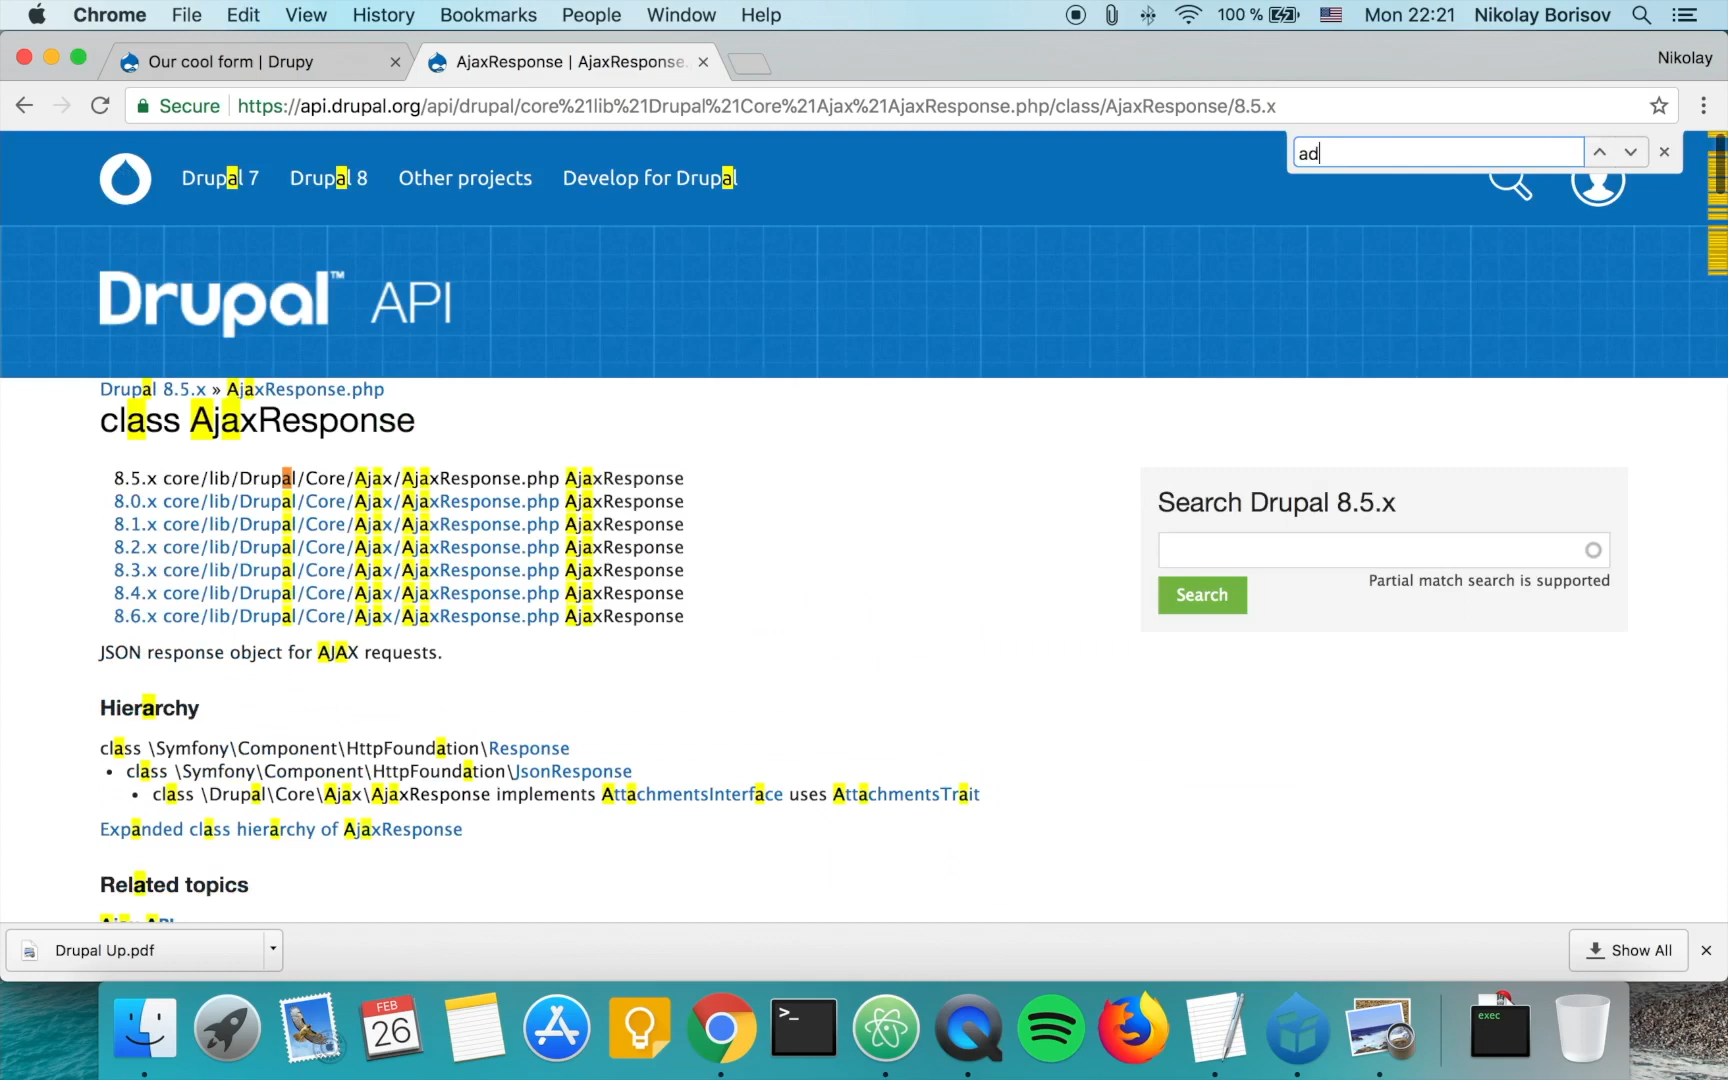 Chrome File Edit View History Bookmarks People Window Help 100 % Mon 22:21 Nikolay Borisov
Our cool form | Drupy AjaxResponse | AjaxResponse. Nikolay
Secure https://api.drupal.org/api/drupal/core%21lib%21Drupal%21Core%21Ajax%21AjaxResponse.php/class/AjaxResponse/8.5.x
ad
Drupal 7 Drupal 8 Other projects Develop for Drupal
Drupal™ API
Drupal 8.5.x » AjaxResponse.php
class AjaxResponse
8.5.x core/lib/Drupal/Core/Ajax/AjaxResponse.php AjaxResponse
8.0.x core/lib/Drupal/Core/Ajax/AjaxResponse.php AjaxResponse
8.1.x core/lib/Drupal/Core/Ajax/AjaxResponse.php AjaxResponse
8.2.x core/lib/Drupal/Core/Ajax/AjaxResponse.php AjaxResponse
8.3.x core/lib/Drupal/Core/Ajax/AjaxResponse.php AjaxResponse
8.4.x core/lib/Drupal/Core/Ajax/AjaxResponse.php AjaxResponse
8.6.x core/lib/Drupal/Core/Ajax/AjaxResponse.php AjaxResponse
Search Drupal 8.5.x
Partial match search is supported
Search
JSON response object for AJAX requests.
Hierarchy
class \Symfony\Component\HttpFoundation\Response
• class \Symfony\Component\HttpFoundation\JsonResponse
• class \Drupal\Core\Ajax\AjaxResponse implements AttachmentsInterface uses AttachmentsTrait
Expanded class hierarchy of AjaxResponse
Related topics
Drupal Up.pdf Show All
FEB
26
>_
exec